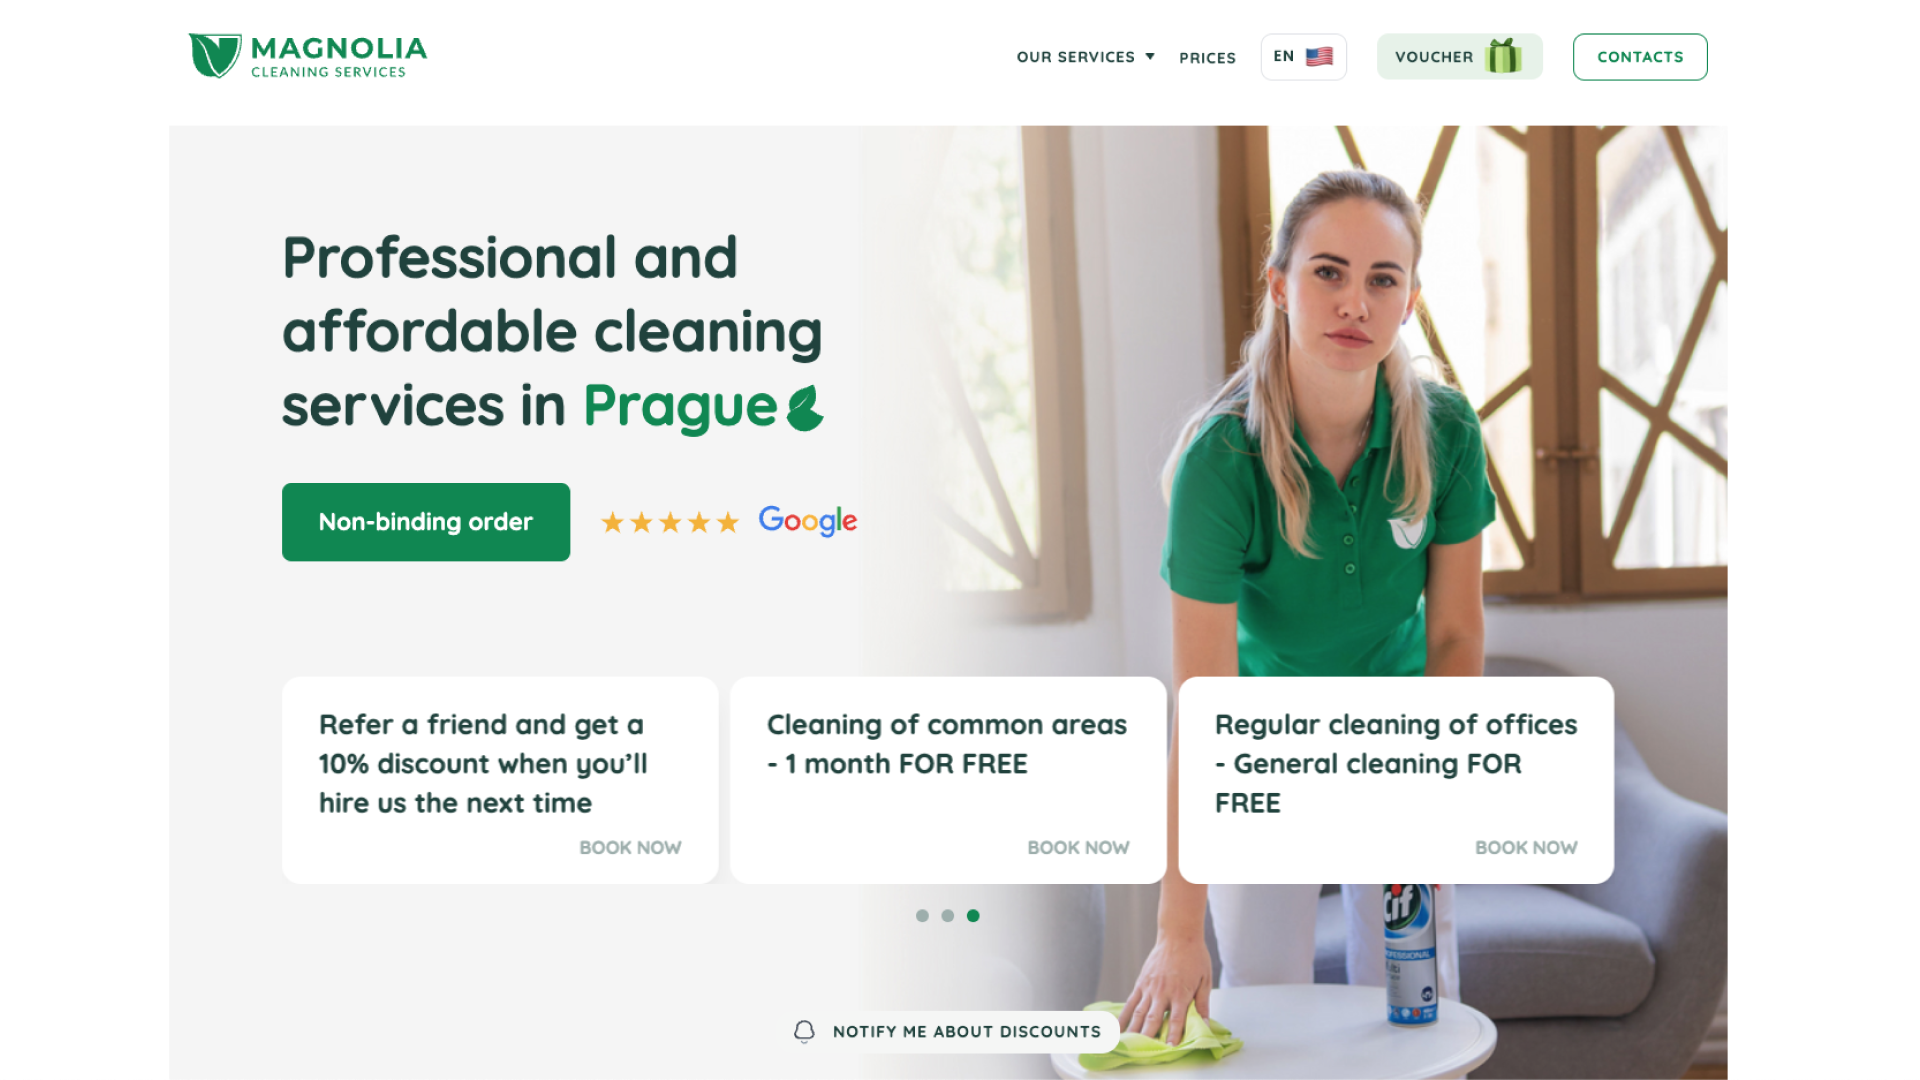 MAGNOLIA
CLEANING SERVICES
OUR SERVICES
PRICES
EN
VOUCHER
CONTACTS
Professional and
affordable cleaning
services in Prague
Non-binding order
Google
Refer a friend and get a
10% discount when you’ll
hire us the next time
BOOK NOW
Cleaning of common areas
- 1 month FOR FREE
BOOK NOW
Regular cleaning of offices
- General cleaning FOR
FREE
BOOK NOW
Cif
NOTIFY ME ABOUT DISCOUNTS